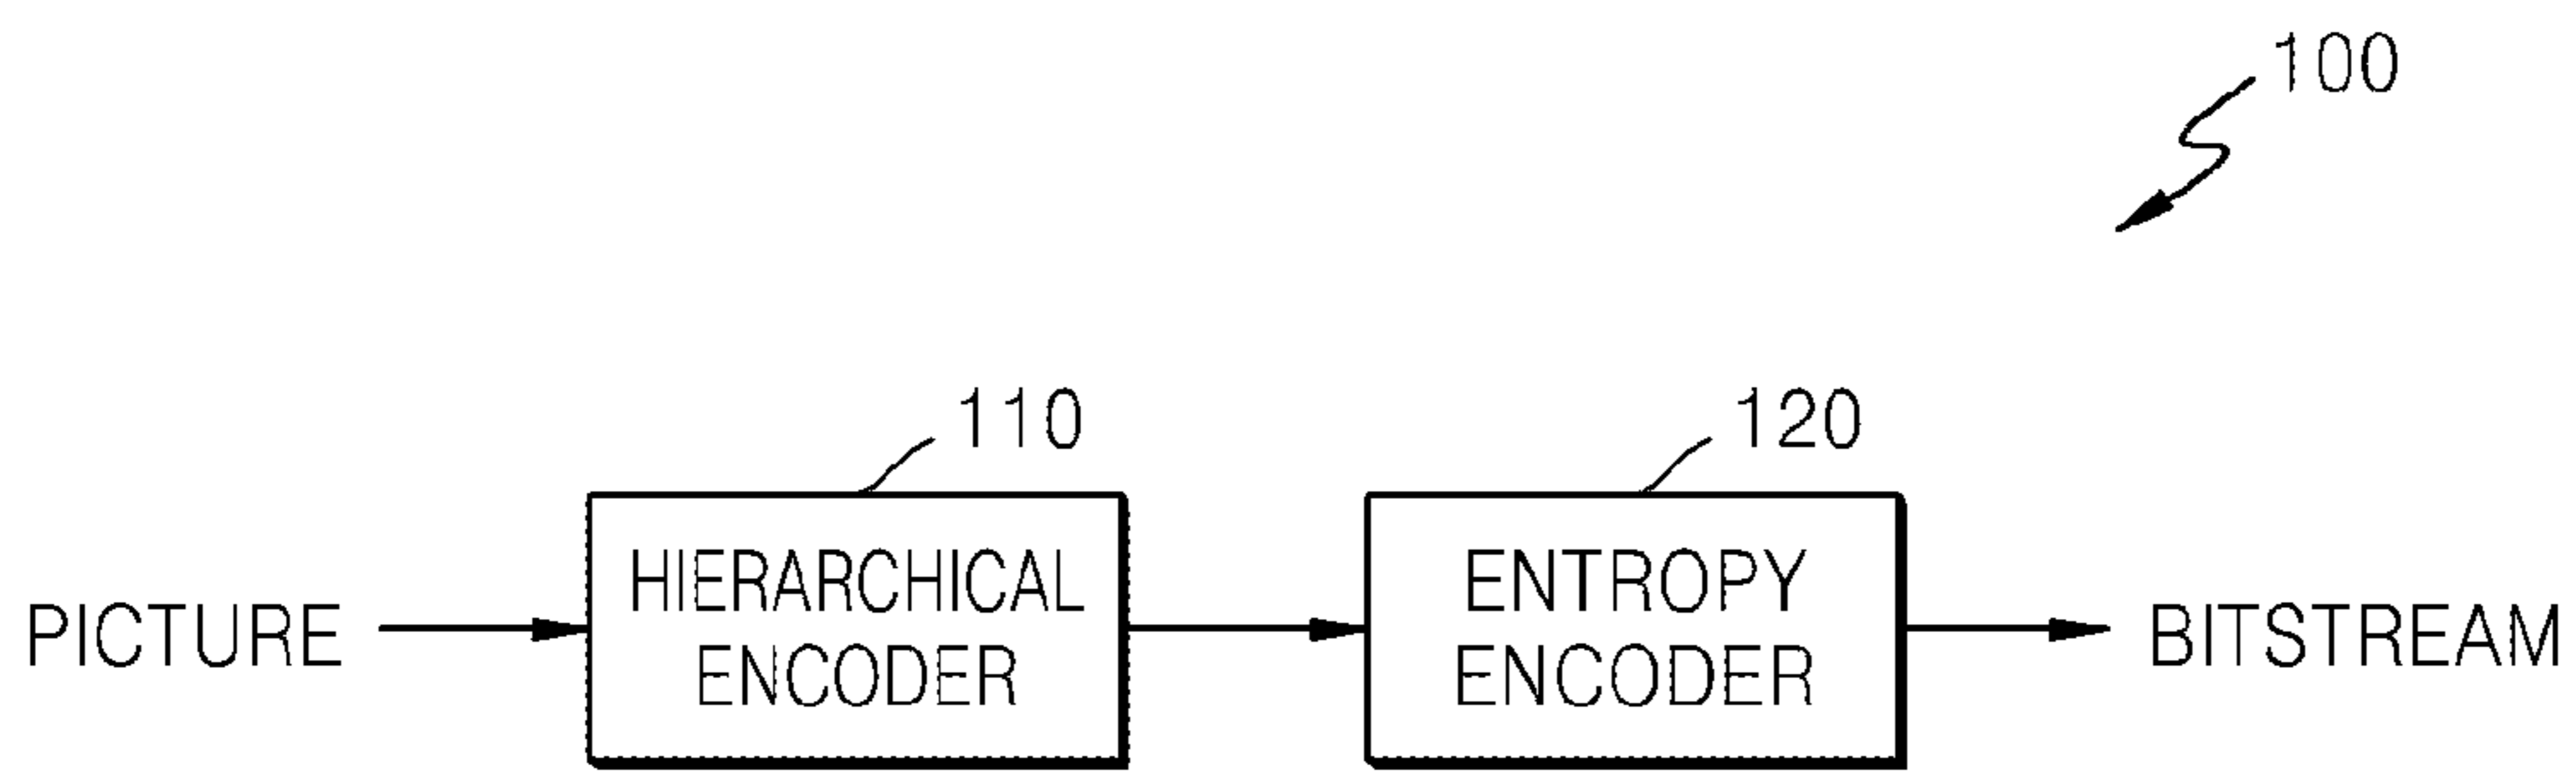 100
110
120
PICTURE
HIERARCHICAL
ENCODER
ENTROPY
ENCODER
BITSTREAM